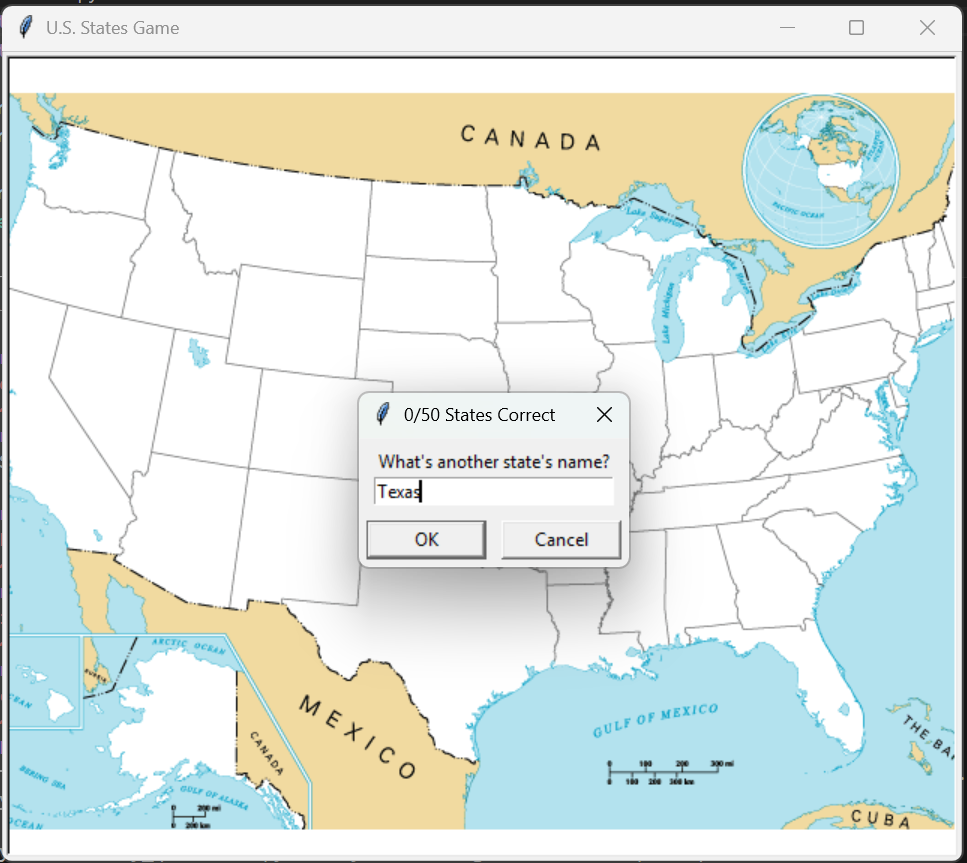 U.S. States Game
CANADA
Lake Superior
PACIFIC OCEAN
Lake Michigan
0/50 States Correct
What's another state's name?
Texas
OK
Cancel
ARCTIC OCEAN
RUSSIA
MEXICO
CANADA
GULF OF MEXICO
0 100 200 300 mi
0 100 200 300 km
BERING SEA
GULF OF ALASKA
0 200 mi
0 200 km
OCEAN
THE BA
CUBA